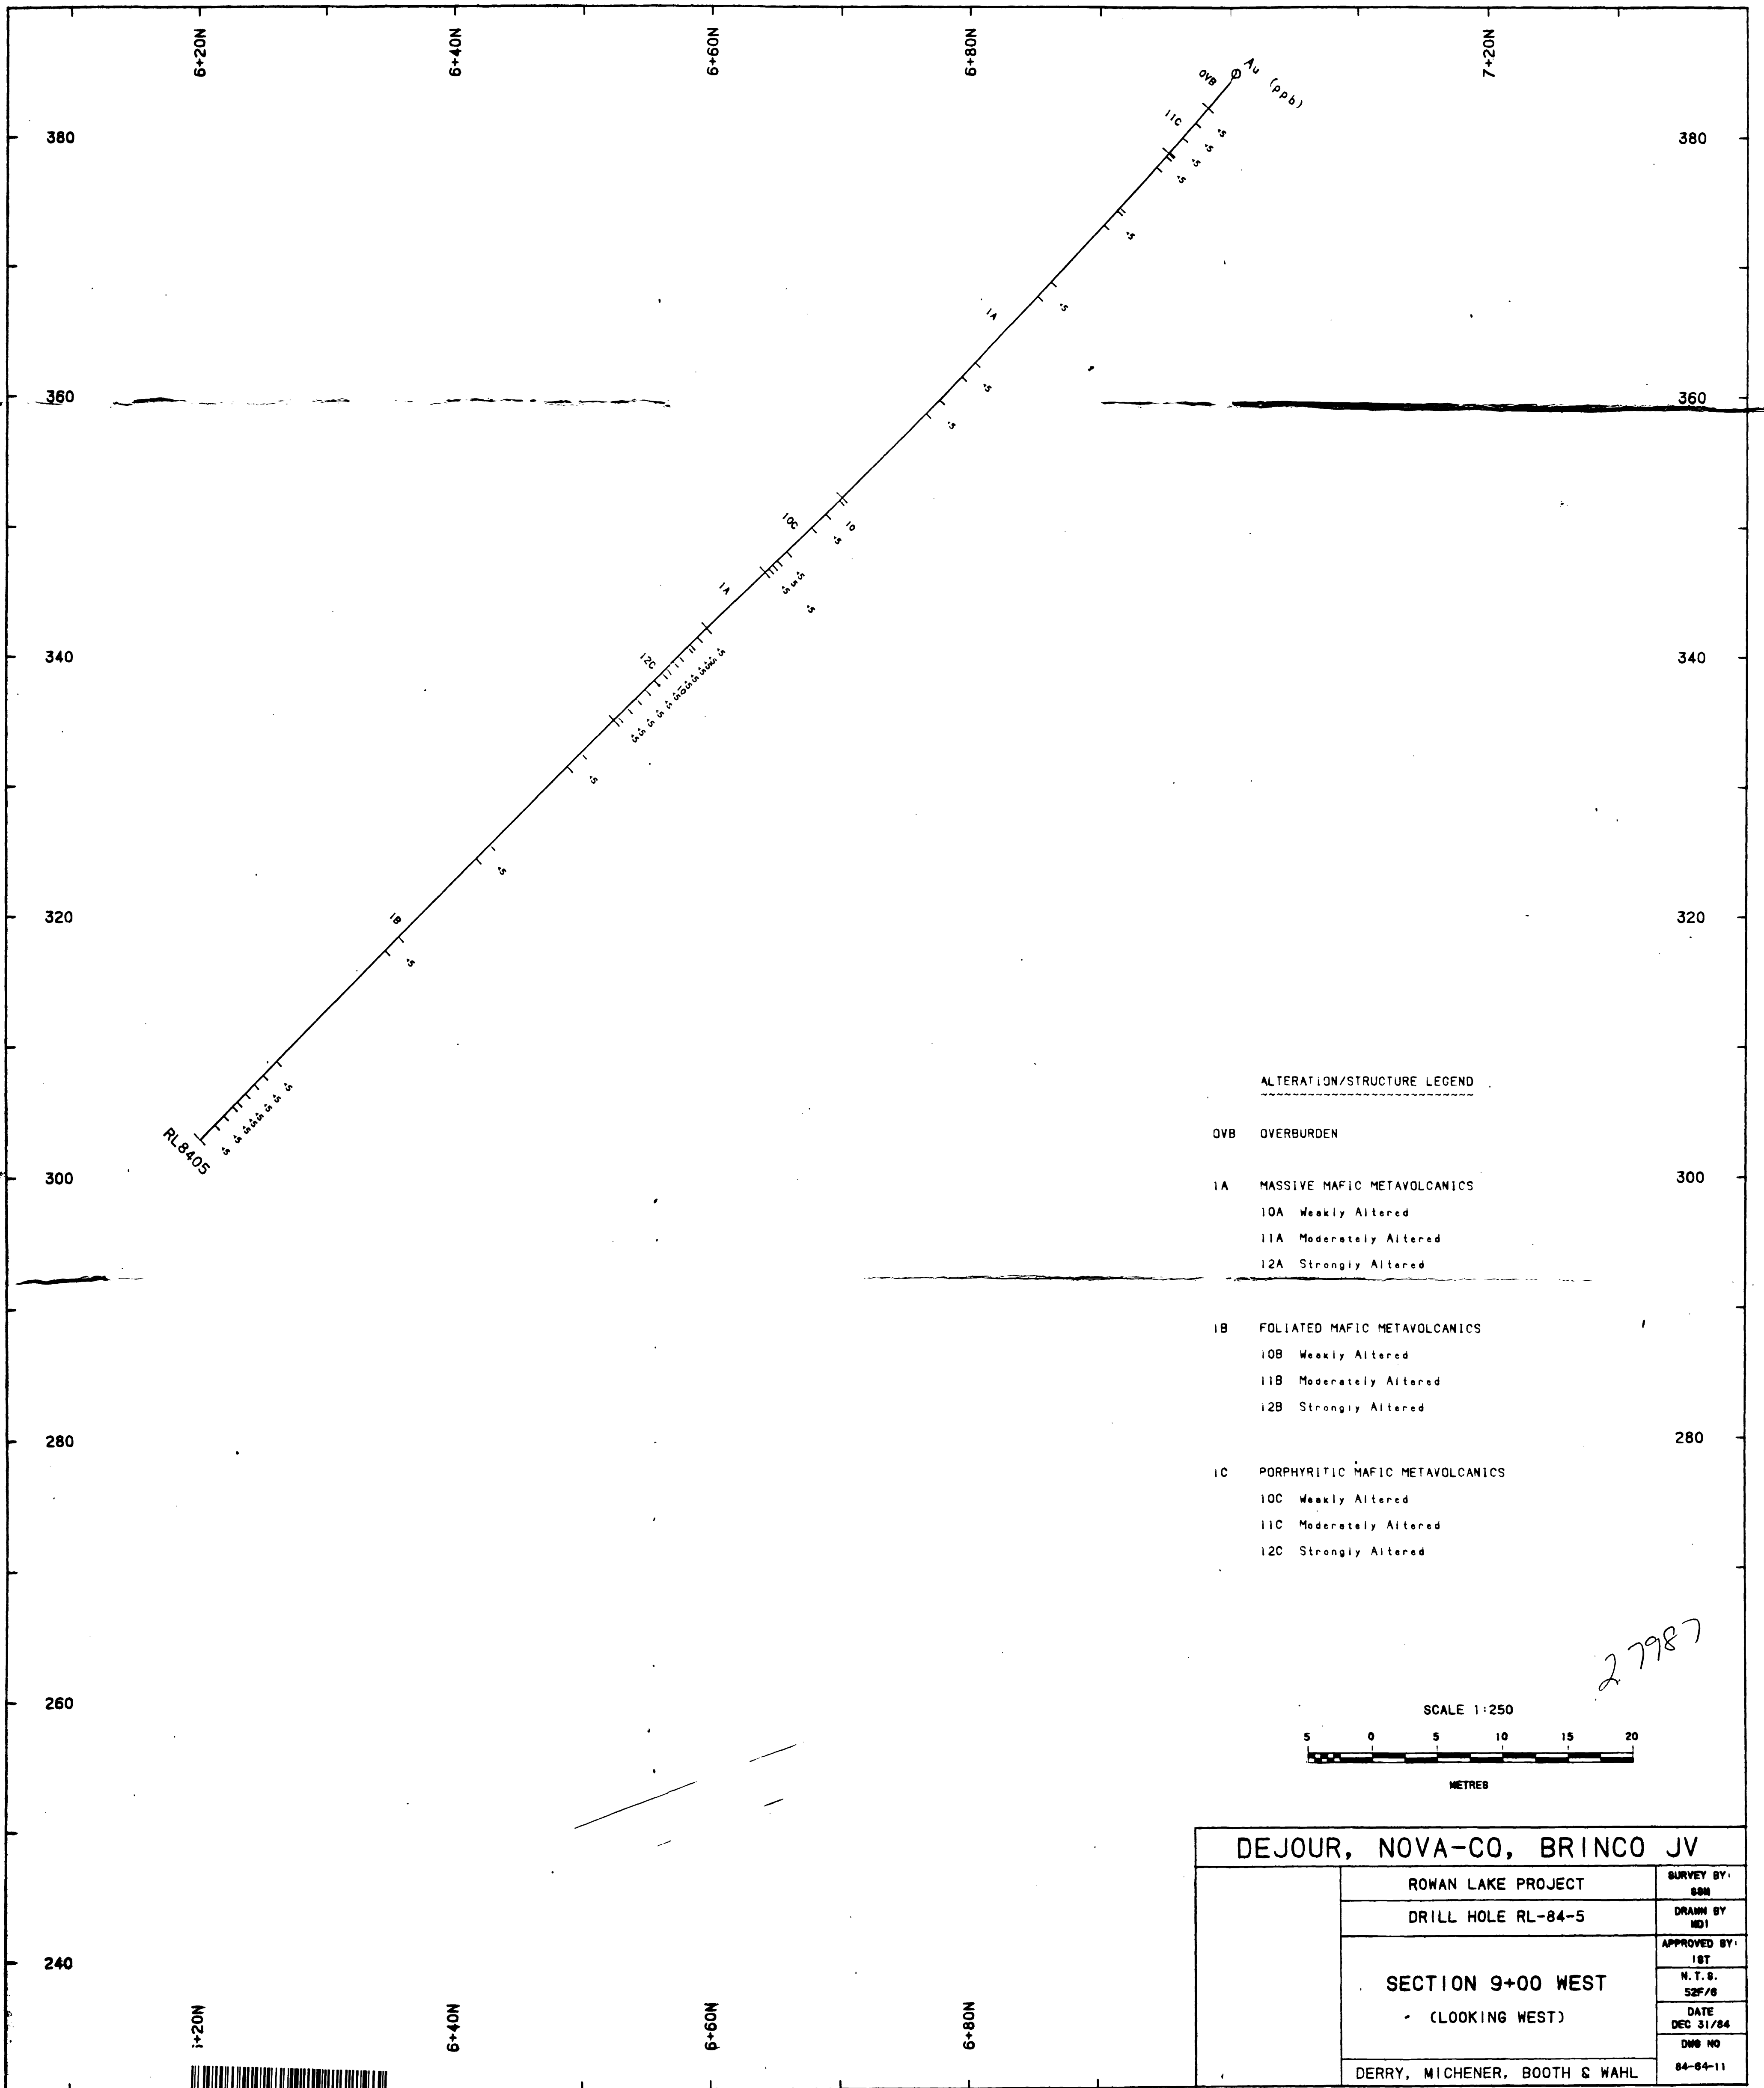 6+20N 6+40N 6+60N 6+80N 7+20N
Au (ppb)
OVB
380 11C 380
1A
360 360
10C 10
1A
340 12C 340
320 1B 320
RL8405
300 300
280 280
260
240
ALTERATION/STRUCTURE LEGEND
OVB OVERBURDEN
1A MASSIVE MAFIC METAVOLCANICS
10A Weakly Altered
11A Moderately Altered
12A Strongly Altered
1B FOLIATED MAFIC METAVOLCANICS
10B Weakly Altered
11B Moderately Altered
12B Strongly Altered
1C PORPHYRITIC MAFIC METAVOLCANICS
10C Weakly Altered
11C Moderately Altered
12C Strongly Altered
27987
SCALE 1:250
5 0 5 10 15 20
METRES
DEJOUR, NOVA-CO, BRINCO JV
ROWAN LAKE PROJECT
SURVEY BY:
DRILL HOLE RL-84-5
DRAWN BY
APPROVED BY:
SECTION 9+00 WEST
(LOOKING WEST)
N.T.S.
DATE
DEC 31/84
DWG NO
84-64-11
DERRY, MICHENER, BOOTH & WAHL
+20N 6+40N 6+60N 6+80N